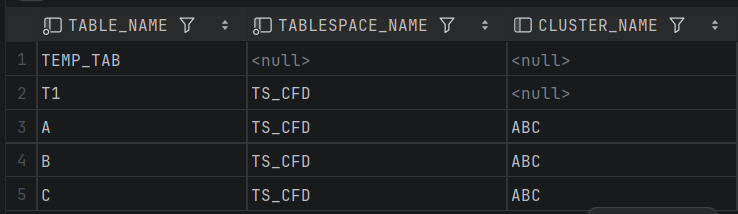 TABLE_NAME TABLESPACE_NAME CLUSTER_NAME
1 TEMP_TAB <null> <null>
2 T1 TS_CFD <null>
3 A TS_CFD ABC
4 B TS_CFD ABC
5 C TS_CFD ABC